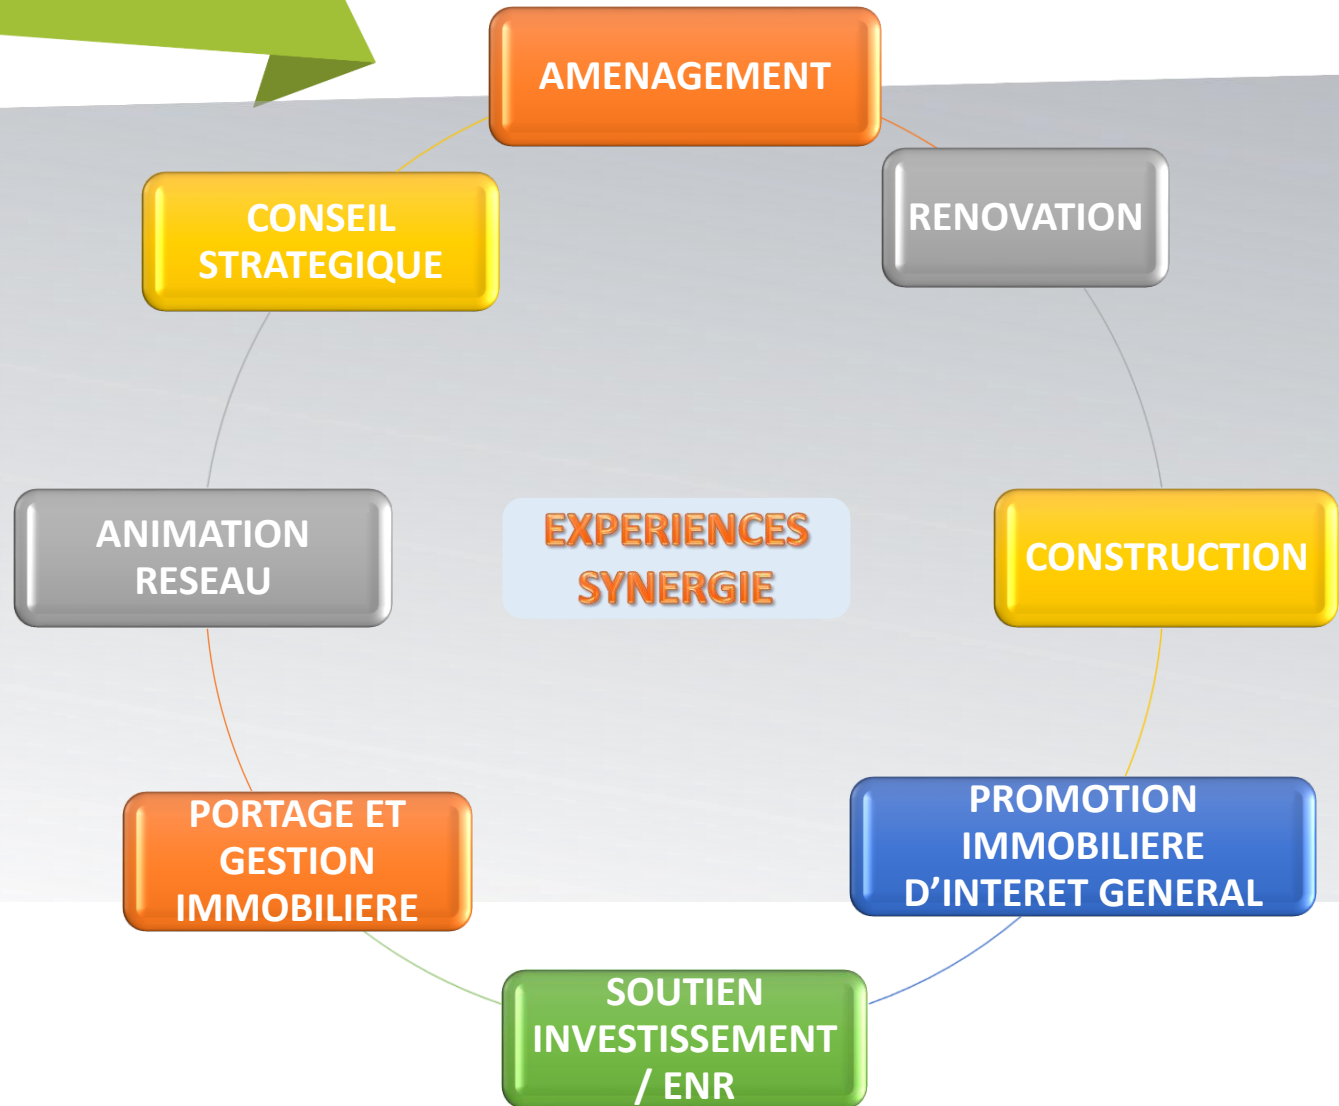 AMENAGEMENT
RENOVATION
CONSEIL
STRATEGIQUE
ANIMATION
RESEAU
EXPERIENCES
SYNERGIE
CONSTRUCTION
PORTAGE ET
GESTION
IMMOBILIERE
PROMOTION
IMMOBILIERE
D’INTERET GENERAL
SOUTIEN
INVESTISSEMENT
/ ENR